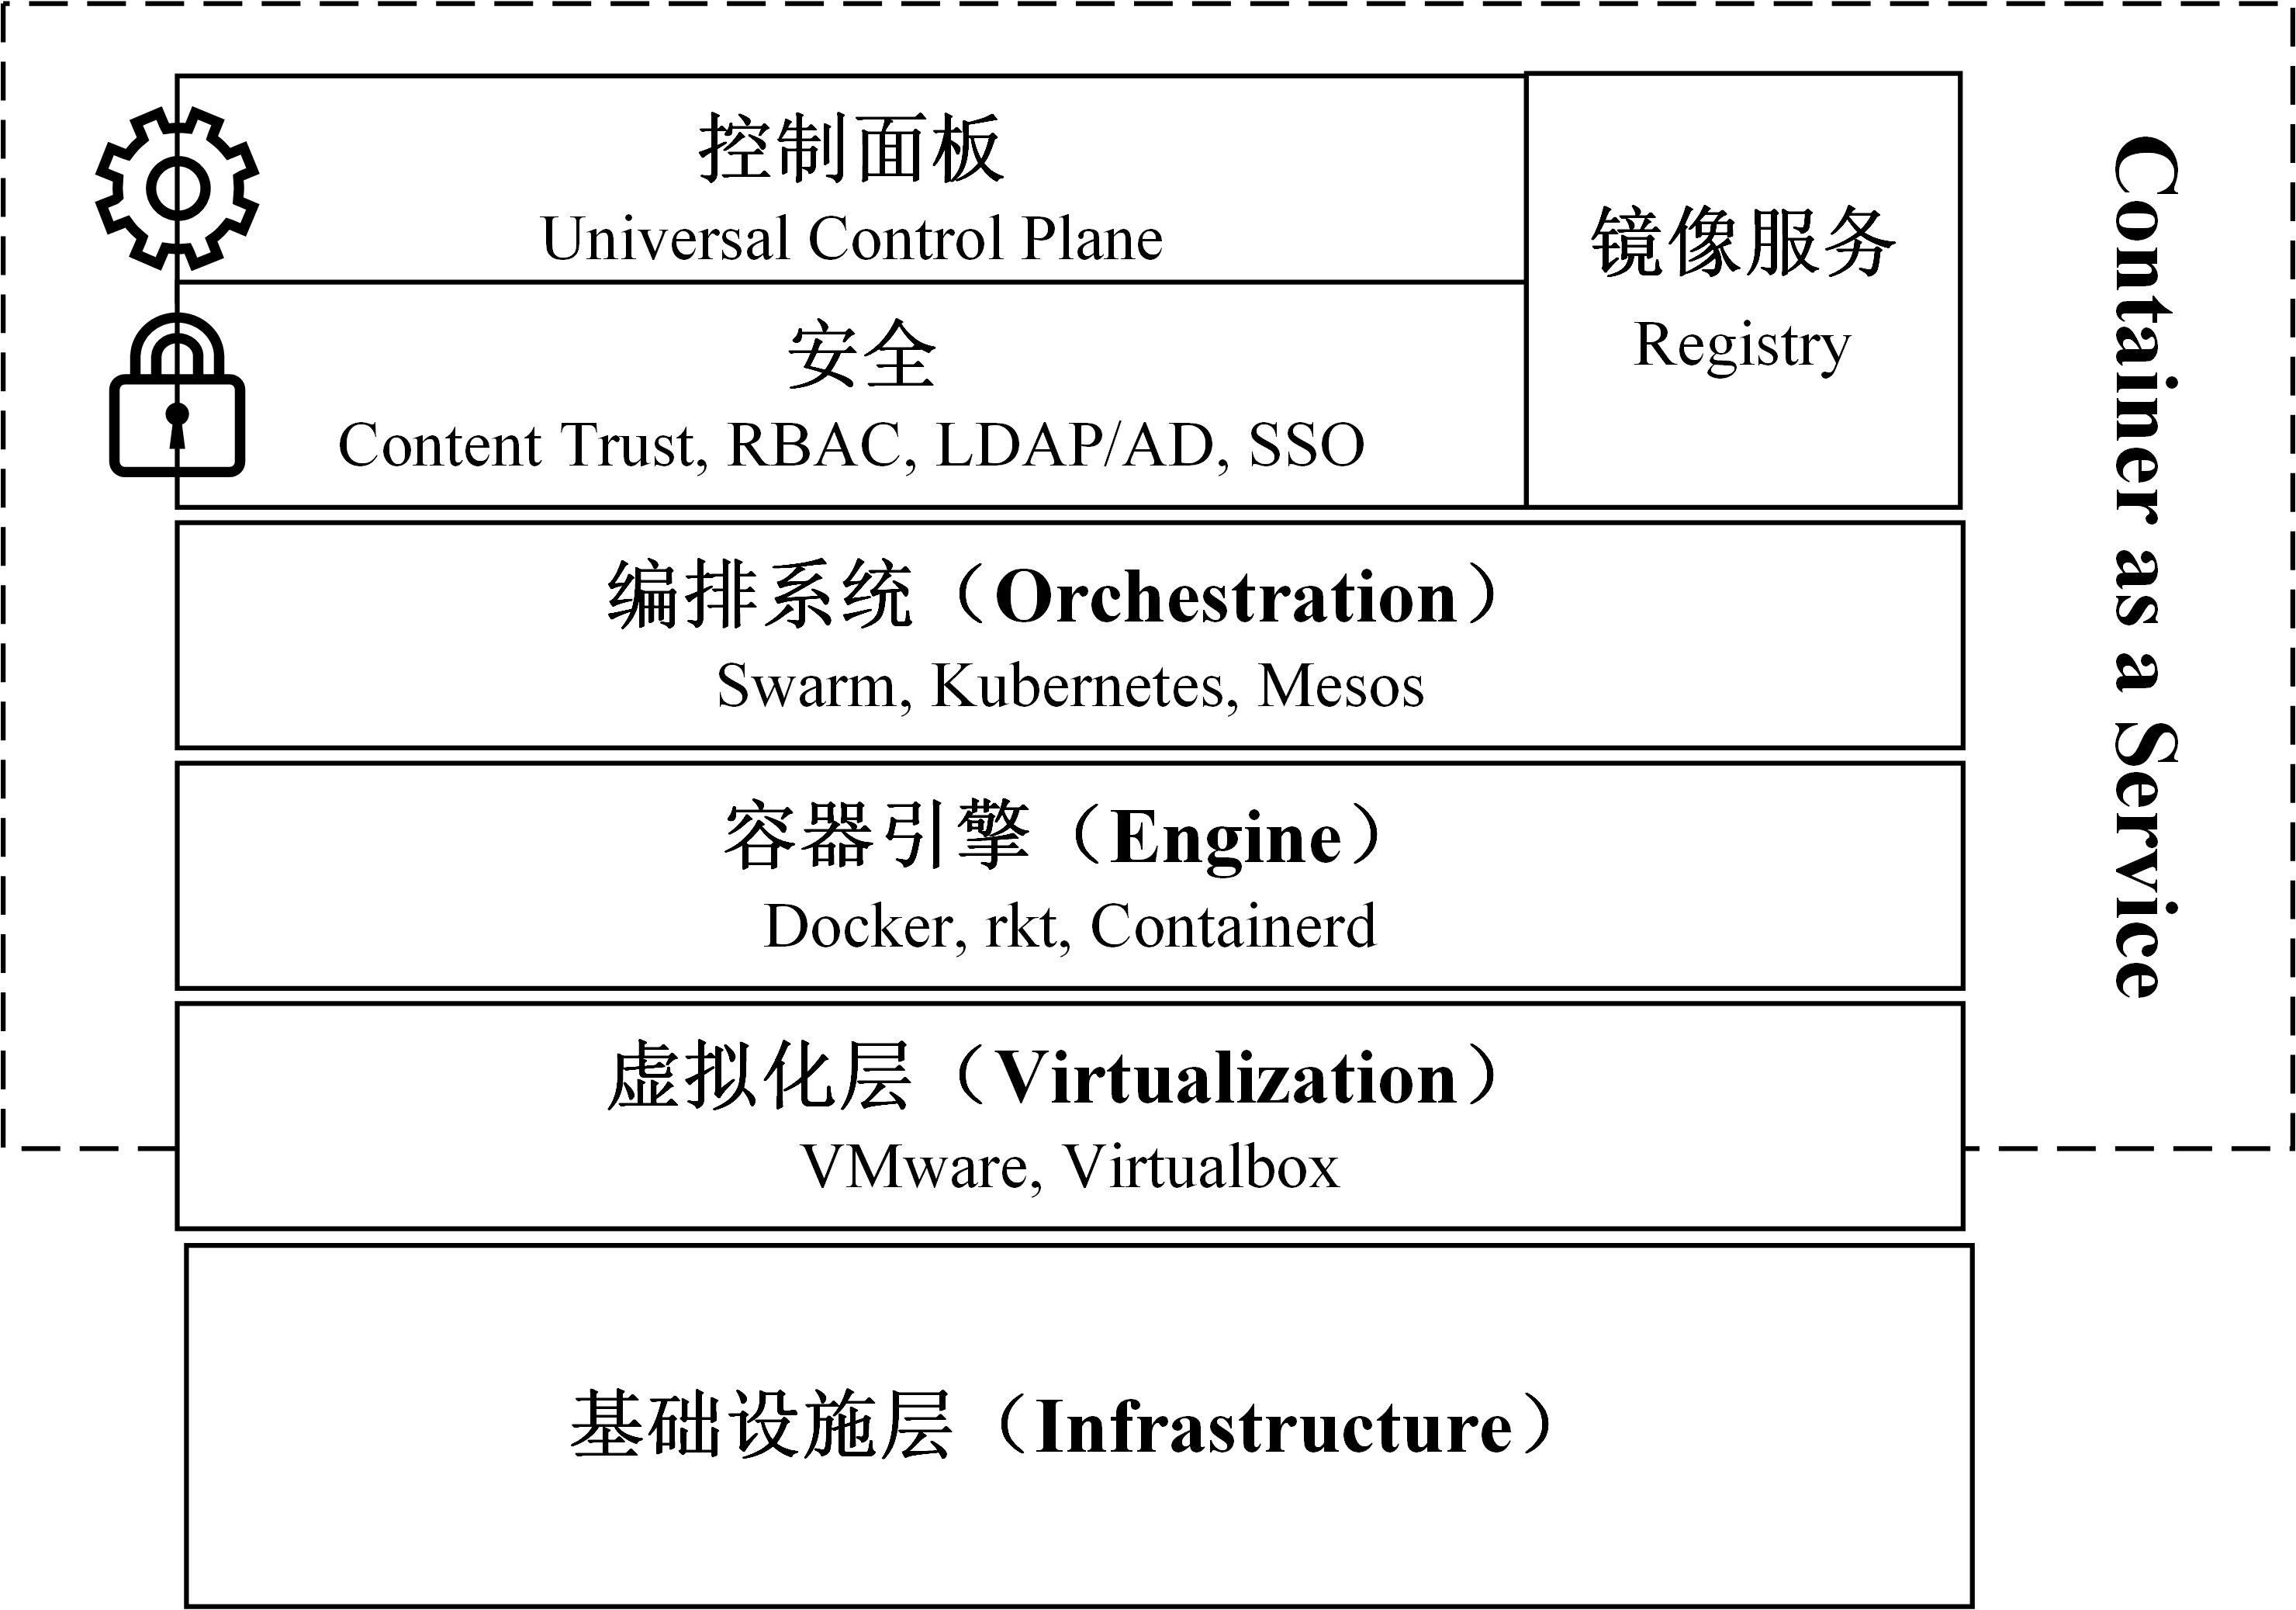 控制面板
Universal Control Plane
安全
Content Trust, RBAC, LDAP/AD, SSO
镜像服务
Registry
编排系统（Orchestration）
Swarm, Kubernetes, Mesos
容器引擎（Engine）
Docker, rkt, Containerd
虚拟化层（Virtualization）
VMware, Virtualbox
基础设施层（Infrastructure）
Container as a Service